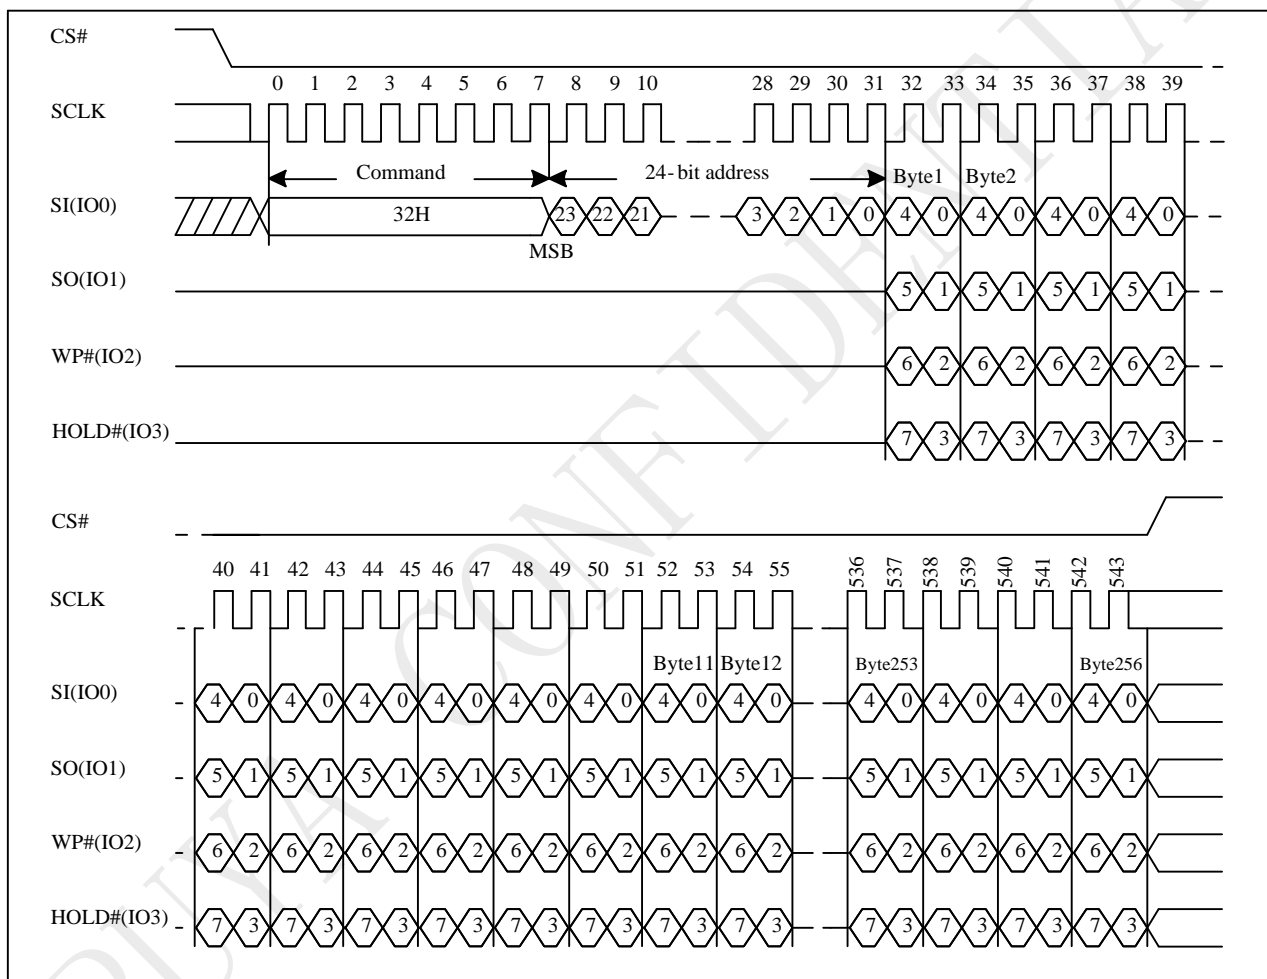 CS#
0 1 2 3 4 5 6 7 8 9 10 28 29 30 31 32 33 34 35 36 37 38 39
SCLK
Command 24-bit address Byte1 Byte2
SI(IO0) 32H 23 22 21 3 2 1 0 4 0 4 0 4 0 4 0
MSB
SO(IO1) 5 1 5 1 5 1 5 1
WP#(IO2) 6 2 6 2 6 2 6 2
HOLD#(IO3) 7 3 7 3 7 3 7 3
CS#
40 41 42 43 44 45 46 47 48 49 50 51 52 53 54 55 536 537 538 539 540 541 542 543
SCLK
Byte11 Byte12 Byte253 Byte256
SI(IO0) 4 0 4 0 4 0 4 0 4 0 4 0 4 0 4 0 4 0 4 0 4 0 4 0
SO(IO1) 5 1 5 1 5 1 5 1 5 1 5 1 5 1 5 1 5 1 5 1 5 1 5 1
WP#(IO2) 6 2 6 2 6 2 6 2 6 2 6 2 6 2 6 2 6 2 6 2 6 2 6 2
HOLD#(IO3) 7 3 7 3 7 3 7 3 7 3 7 3 7 3 7 3 7 3 7 3 7 3 7 3
PUYA CONFIDENTIA